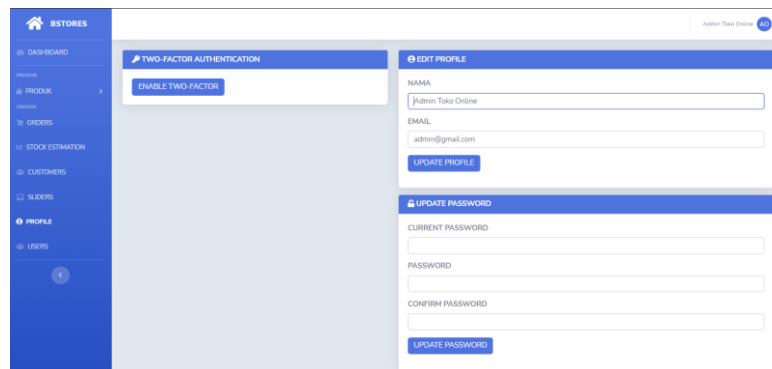 BSTORES
DASHBOARD
PRODUK
PRODUK
ORDERS
ORDERS
STOCK ESTIMATION
CUSTOMERS
SLIDERS
PROFILE
USERS
Admin Toko Online AO
TWO-FACTOR AUTHENTICATION
ENABLE TWO-FACTOR
EDIT PROFILE
NAMA
Admin Toko Online
EMAIL
admin@gmail.com
UPDATE PROFILE
UPDATE PASSWORD
CURRENT PASSWORD
PASSWORD
CONFIRM PASSWORD
UPDATE PASSWORD